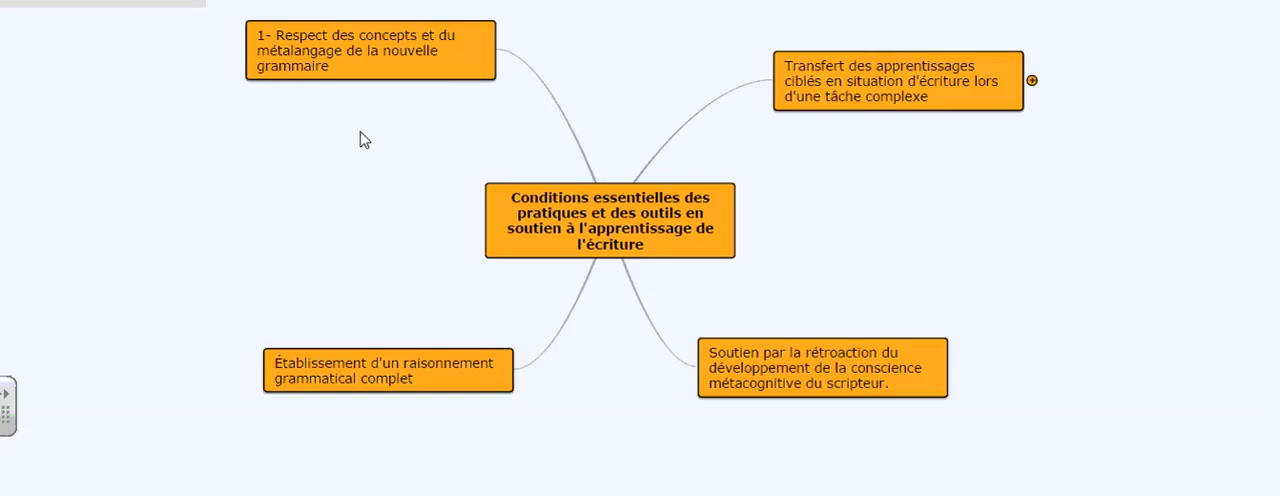 1- Respect des concepts et du
métalangage de la nouvelle
grammaire
Transfert des apprentissages
ciblés en situation d'écriture lors
d'une tâche complexe
Conditions essentielles des
pratiques et des outils en
soutien à l'apprentissage de
l'écriture
Établissement d'un raisonnement
grammatical complet
Soutien par la rétroaction du
développement de la conscience
métacognitive du scripteur.